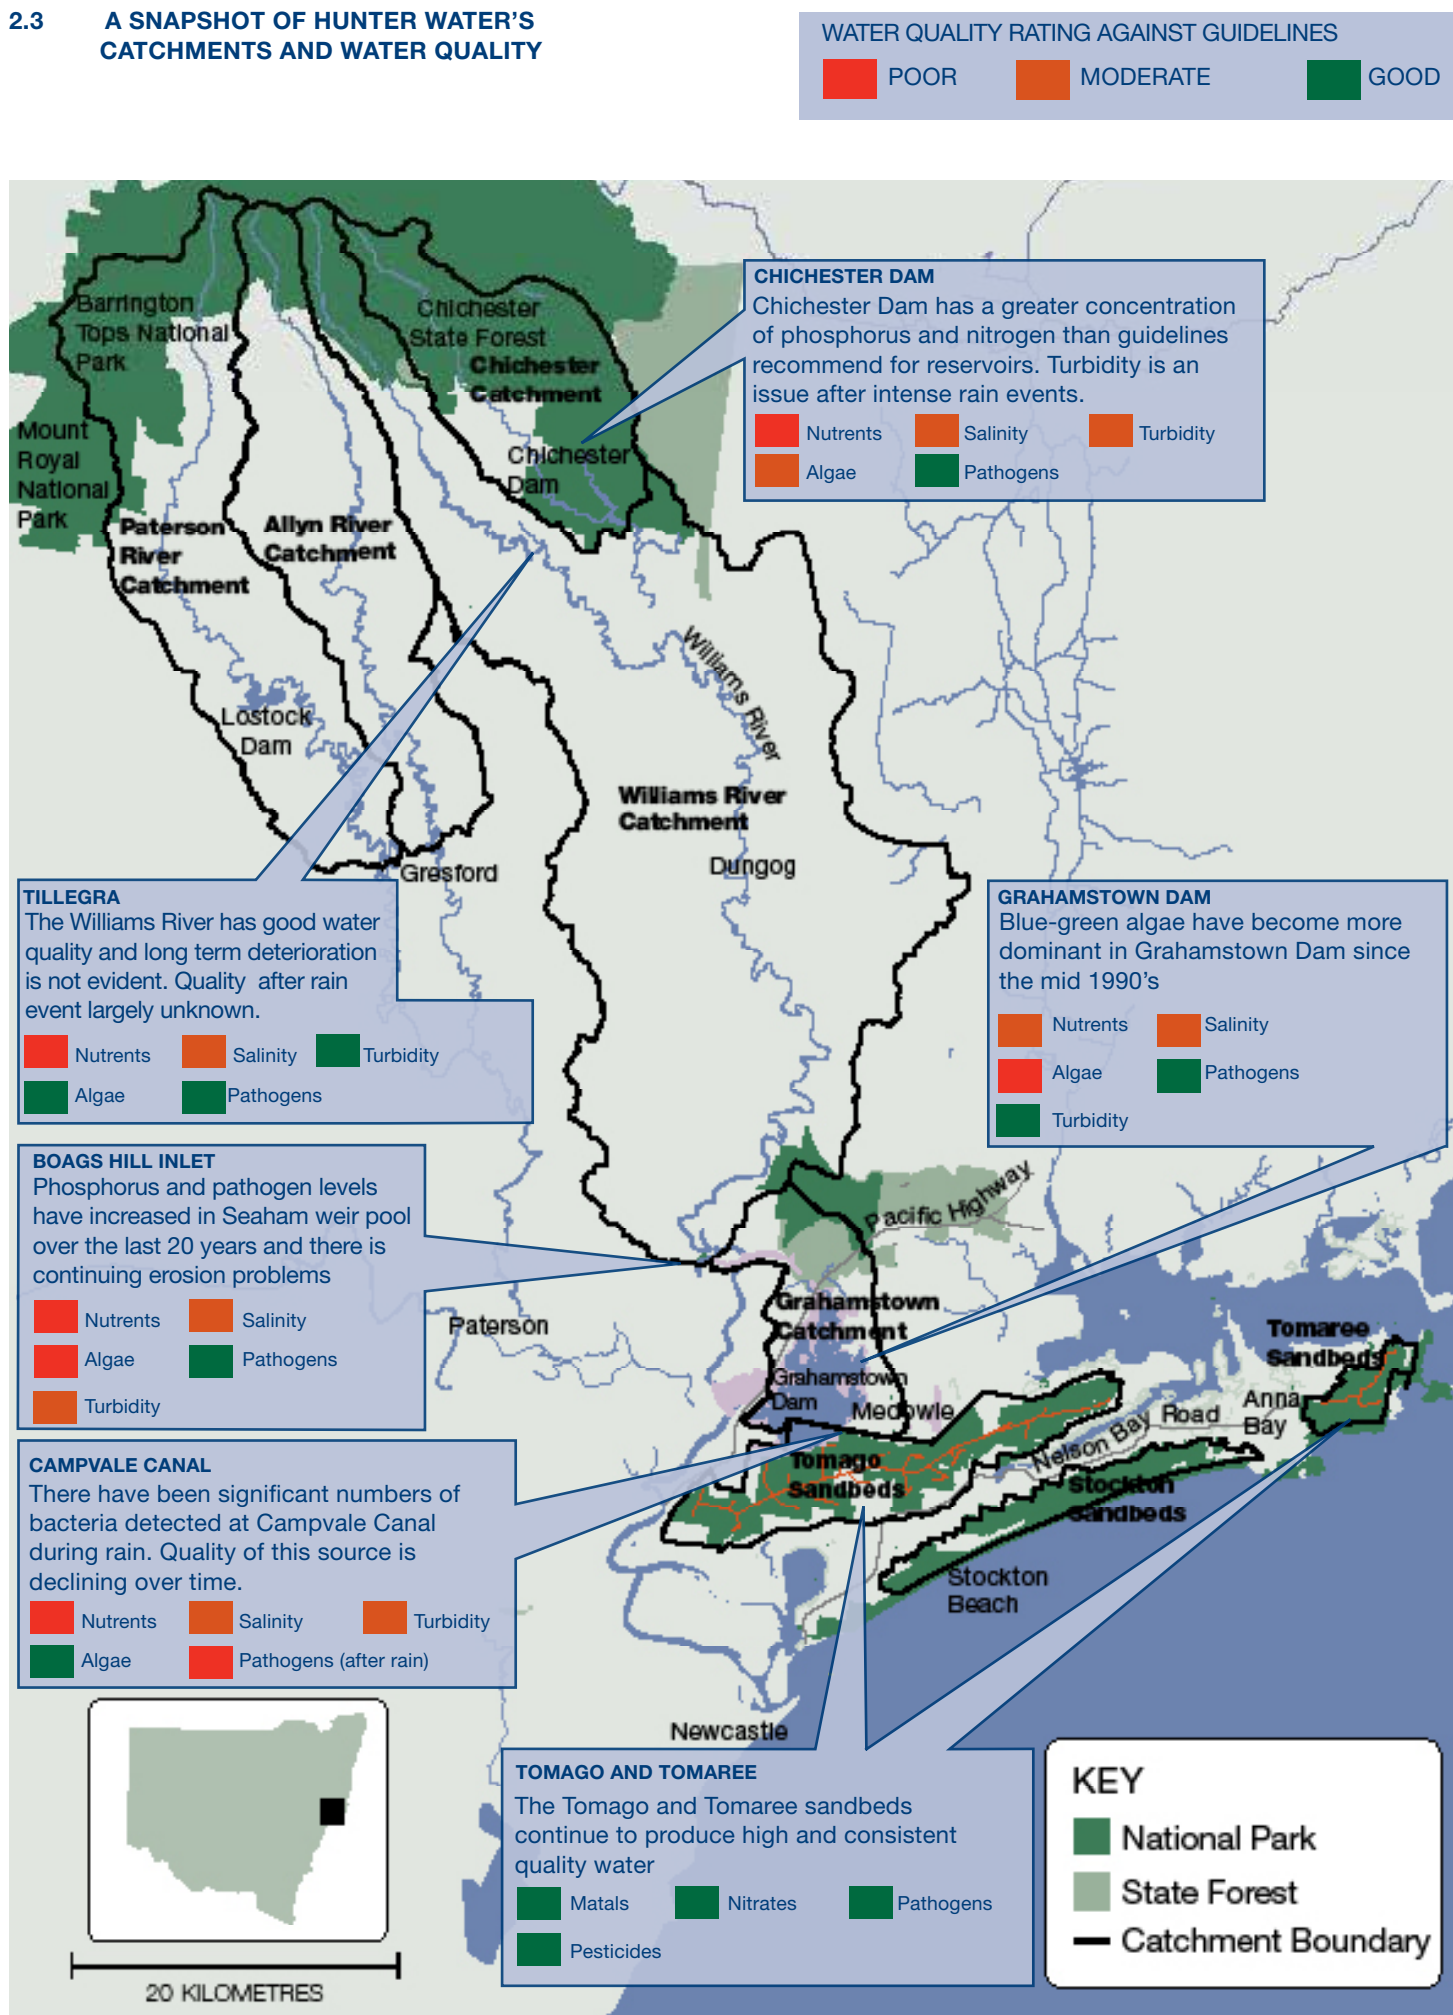 2.3 A SNAPSHOT OF HUNTER WATER'S
CATCHMENTS AND WATER QUALITY
WATER QUALITY RATING AGAINST GUIDELINES
POOR MODERATE GOOD
Barrington
Tops National
Park
Mount
Royal
National
Park
Chichester
State Forest
Chichester
Catchment
Chichester
Dam
CHICHESTER DAM
Chichester Dam has a greater concentration
of phosphorus and nitrogen than guidelines
recommend for reservoirs. Turbidity is an
issue after intense rain events.
Nutrents Salinity Turbidity
Algae Pathogens
Paterson
River
Catchment
Allyn River
Catchment
Williams River
Lostock
Dam
Williams River
Catchment
Dungog
Gresford
TILLEGRA
The Williams River has good water
quality and long term deterioration
is not evident. Quality after rain
event largely unknown.
Nutrents Salinity Turbidity
Algae Pathogens
GRAHAMSTOWN DAM
Blue-green algae have become more
dominant in Grahamstown Dam since
the mid 1990's
Nutrents Salinity
Algae Pathogens
Turbidity
BOAGS HILL INLET
Phosphorus and pathogen levels
have increased in Seaham weir pool
over the last 20 years and there is
continuing erosion problems
Nutrents Salinity
Algae Pathogens
Turbidity
Pacific Highway
Paterson
Grahamstown
Catchment
Grahamstown
Dam
Medowie
Tomaree
Sandbeds
Anna
Bay
Nelson Bay Road
Tomago
Sandbeds
Stockton
Sandbeds
Stockton
Beach
CAMPVALE CANAL
There have been significant numbers of
bacteria detected at Campvale Canal
during rain. Quality of this source is
declining over time.
Nutrents Salinity Turbidity
Algae Pathogens (after rain)
Newcastle
TOMAGO AND TOMAREE
The Tomago and Tomaree sandbeds
continue to produce high and consistent
quality water
Matals Nitrates Pathogens
Pesticides
KEY
National Park
State Forest
Catchment Boundary
20 KILOMETRES